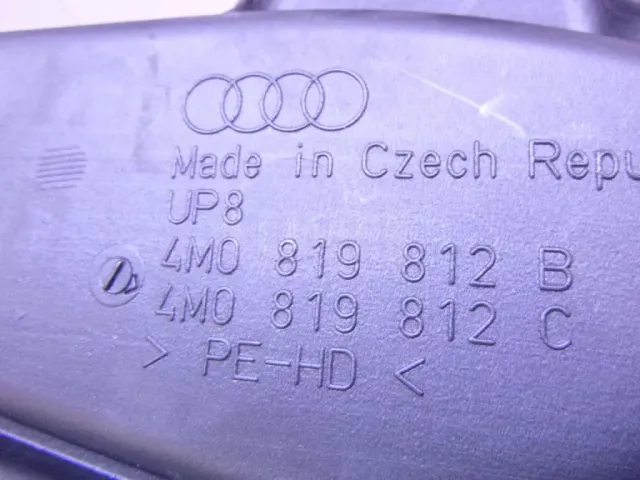 Made in Czech Repu
UP8
4M0 819 812 B
4M0 819 812 C
> PE-HD <